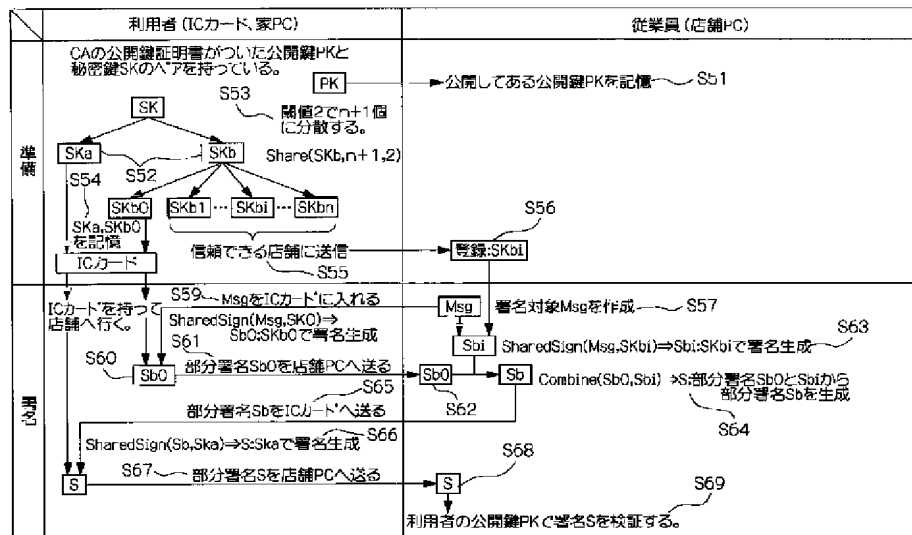 利用者(ICカード、家PC)
従業員(店舗PC)
準備
CAの公開鍵証明書がついた公開鍵PKと
秘密鍵SKのペアを持っている。
PK
公開してある公開鍵PKを記憶
S51
S53
SK
閾値2でn+1個
に分散する。
SKa
SKb
Share(SKb,n+1,2)
S54
S52
SKb0
SKb1
…
SKbi
…
SKbn
S56
SKa,SKb0
を記憶
信頼できる店舗に送信
登録:SKbi
ICカード
S55
署名
S59
MsgをICカードに入れる
Msg
署名対象Msgを作成
S57
ICカードを持って
店舗へ行く。
SharedSign(Msg,SK0)⇒
Sb0:SKb0で署名生成
S63
S61
Sbi
SharedSign(Msg,SKbi)⇒Sbi:SKbiで署名生成
S60
部分署名Sb0を店舗PCへ送る
Sb0
Sb0
Sb
Combine(Sb0,Sbi)⇒S:部分署名Sb0とSbiから
部分署名Sbを生成
S65
S62
部分署名SbをICカードへ送る
S64
SharedSign(Sb,Ska)⇒S:Skaで署名生成
S66
S67
部分署名Sを店舗PCへ送る
S68
S
S
S69
利用者の公開鍵PKで署名Sを検証する。